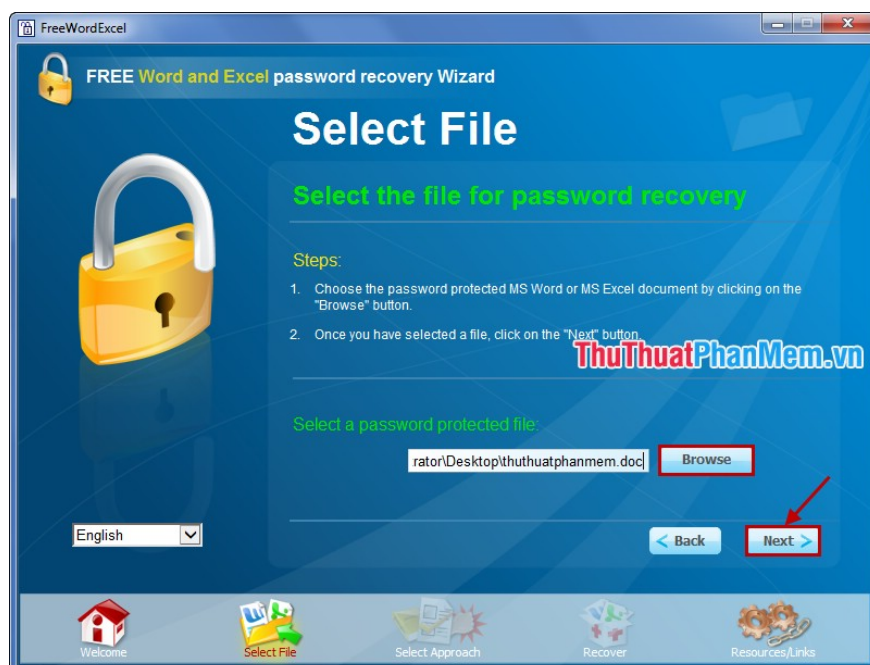 FreeWordExcel
FREE Word and Excel password recovery Wizard
Select File
Select the file for password recovery
Steps:
1. Choose the password protected MS Word or MS Excel document by clicking on the
"Browse" button.
2. Once you have selected a file, click on the "Next" button.
ThuThuatPhanMem.vn
Select a password protected file:
rator\Desktop\thuthuatphanmem.doc
Browse
English
< Back
Next >
Welcome
Select File
Select Approach
Recover
Resources/Links